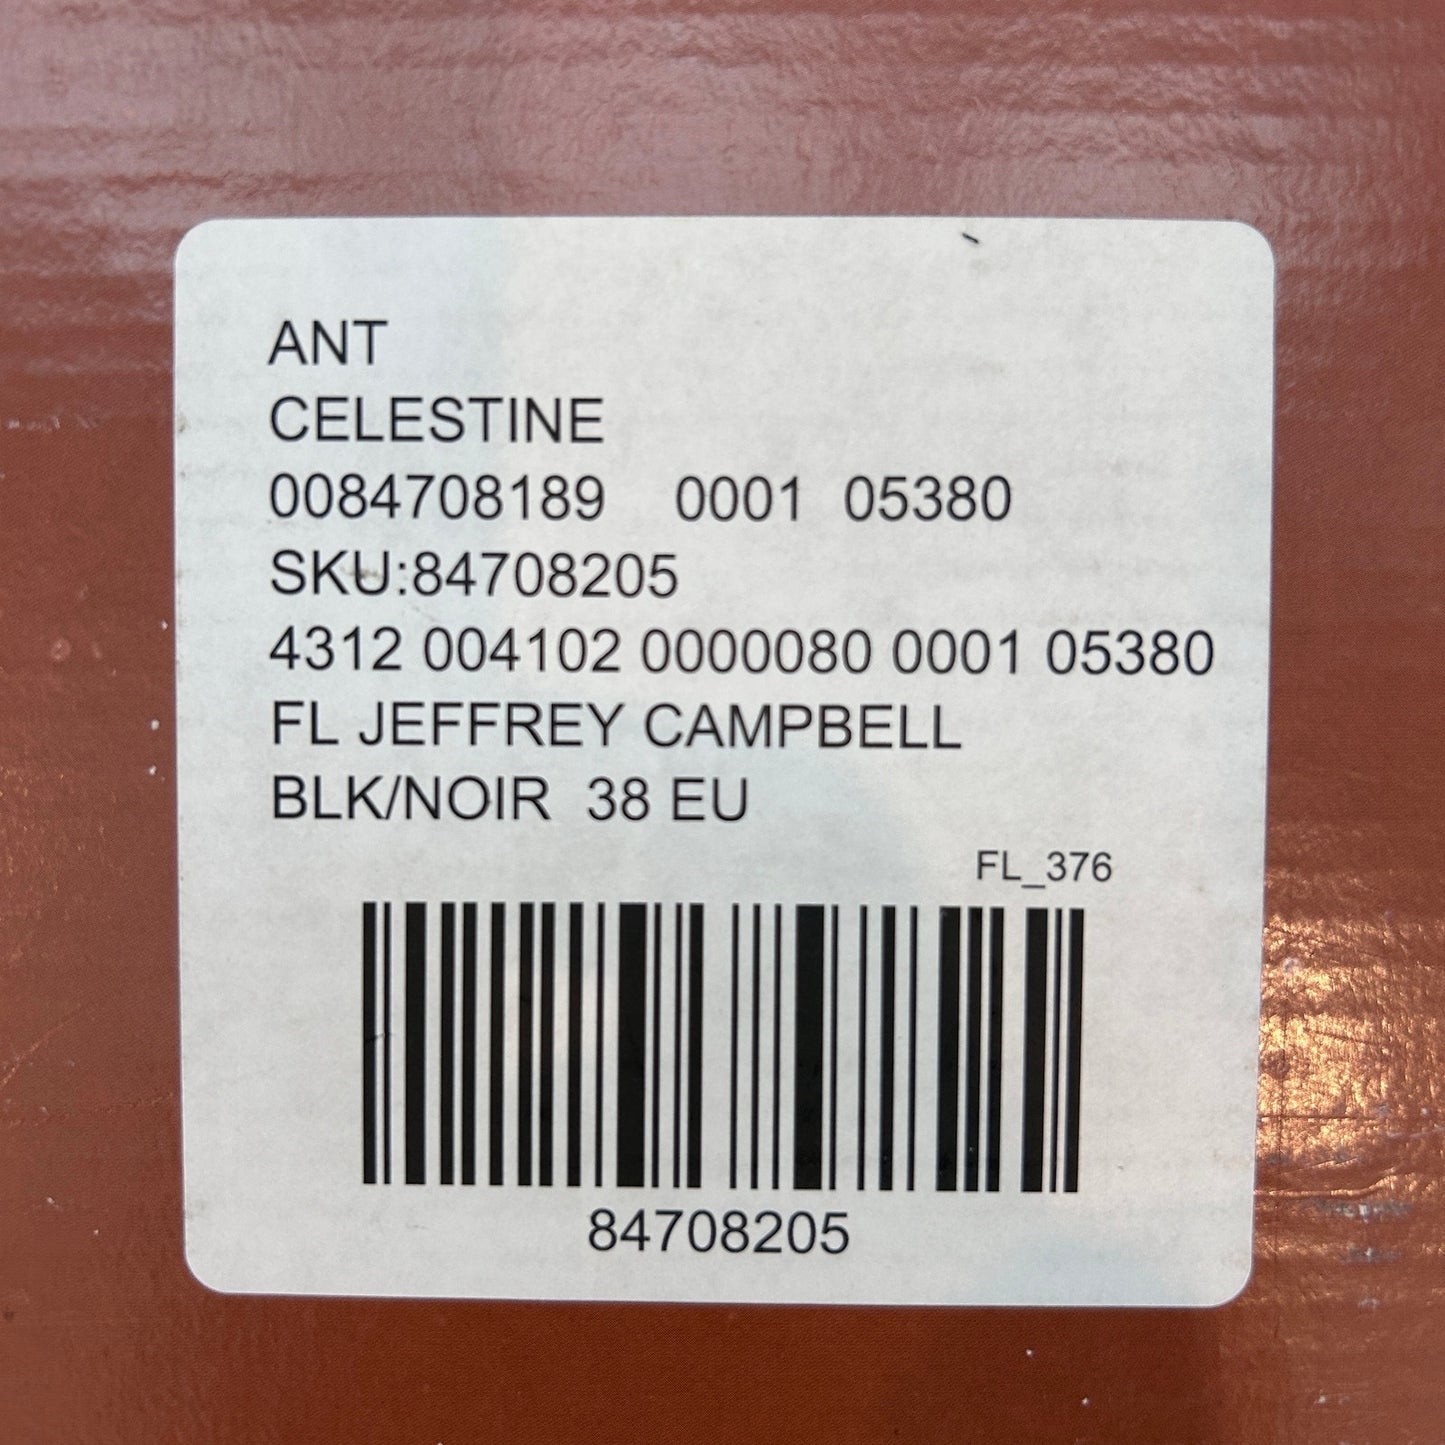 ANT
CELESTINE
0084708189 0001 05380
SKU:84708205
4312 004102 0000080 0001 05380
FL JEFFREY CAMPBELL
BLK/NOIR 38 EU
FL_376
84708205